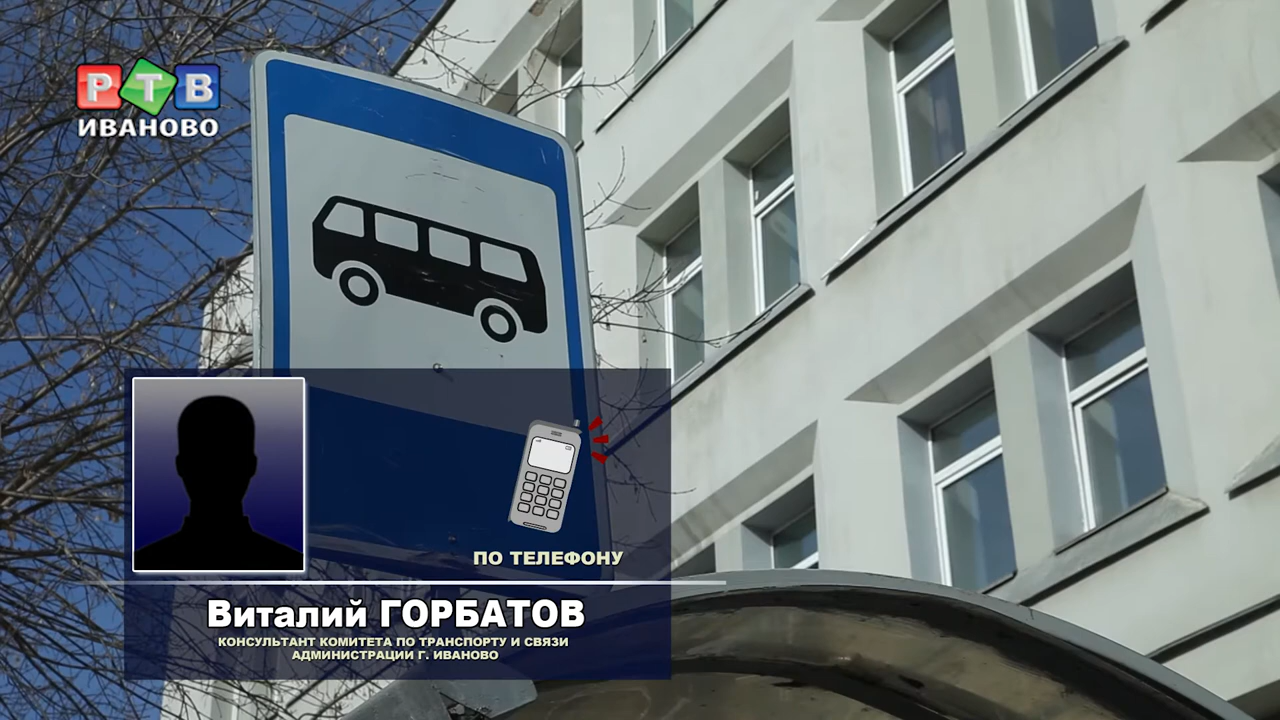 РТВ
ИВАНОВО
ПО ТЕЛЕФОНУ
Виталий ГОРБАТОВ
КОНСУЛЬТАНТ КОМИТЕТА ПО ТРАНСПОРТУ И СВЯЗИ
АДМИНИСТРАЦИИ Г. ИВАНОВО